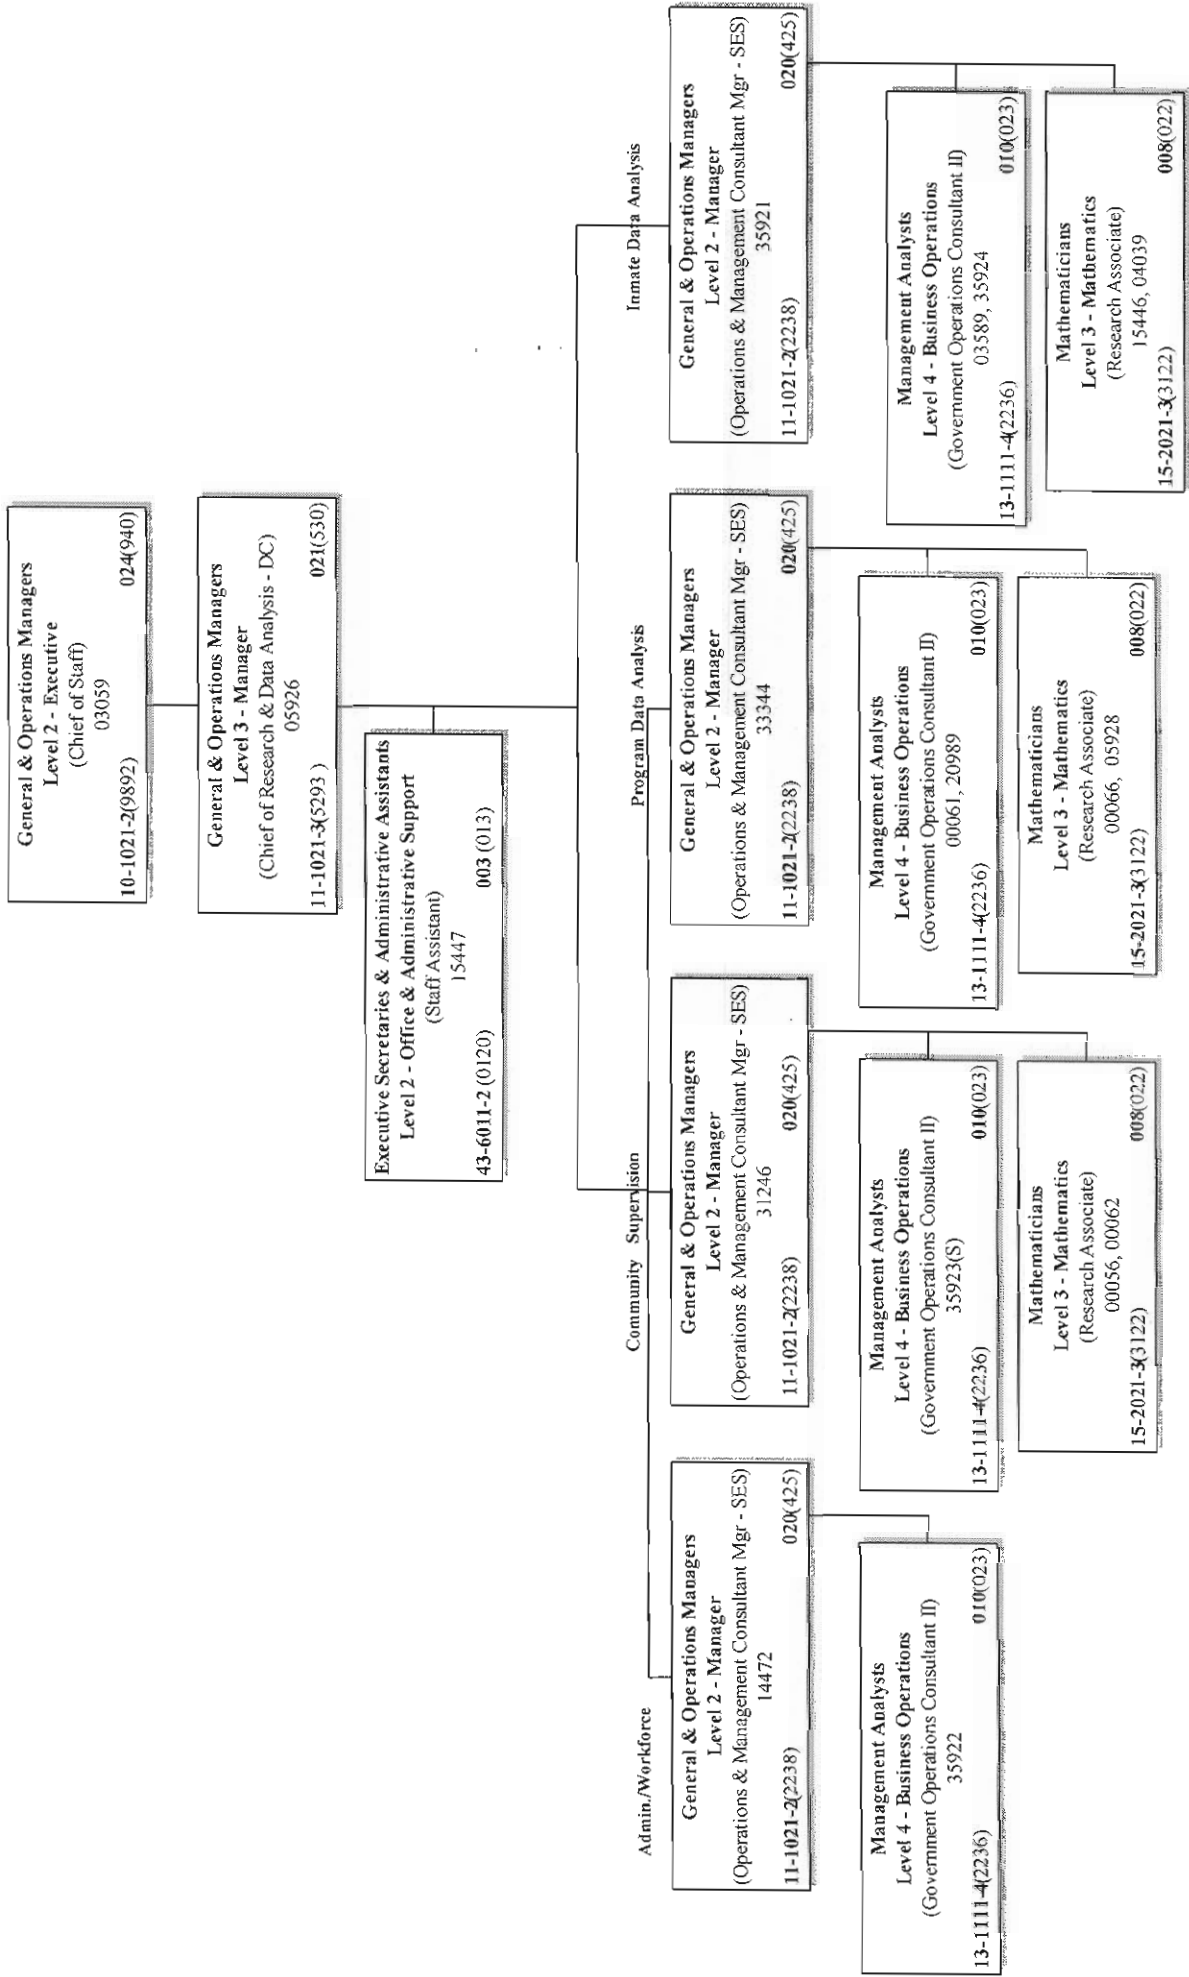 General & Operations Managers
Level 2 - Executive
(Chief of Staff)
03059
10-1021-2(9892) 024(940)
General & Operations Managers
Level 3 - Manager
(Chief of Research & Data Analysis - DC)
05926
11-1021-3(5293 ) 021(530)
Executive Secretaries & Administrative Assistants
Level 2 - Office & Administrative Support
(Staff Assistant)
15447
43-6011-2 (0120) 003 (013)
Admin./Workforce
General & Operations Managers
Level 2 - Manager
(Operations & Management Consultant Mgr - SES)
14472
11-1021-2(2238) 020(425)
Management Analysts
Level 4 - Business Operations
(Government Operations Consultant II)
35922
13-1111-4(2236) 010(023)
Community Supervision
General & Operations Managers
Level 2 - Manager
(Operations & Management Consultant Mgr - SES)
31246
11-1021-2(2238) 020(425)
Management Analysts
Level 4 - Business Operations
(Government Operations Consultant II)
35923(S)
13-1111-4(2236) 010(023)
Mathematicians
Level 3 - Mathematics
(Research Associate)
00056, 00062
15-2021-3(3122) 008(022)
Program Data Analysis
General & Operations Managers
Level 2 - Manager
(Operations & Management Consultant Mgr - SES)
33344
11-1021-2(2238) 020(425)
Management Analysts
Level 4 - Business Operations
(Government Operations Consultant II)
00061, 20989
13-1111-4(2236) 010(023)
Mathematicians
Level 3 - Mathematics
(Research Associate)
00066, 05928
15-2021-3(3122) 008(022)
Inmate Data Analysis
General & Operations Managers
Level 2 - Manager
(Operations & Management Consultant Mgr - SES)
35921
11-1021-2(2238) 020(425)
Management Analysts
Level 4 - Business Operations
(Government Operations Consultant II)
03589, 35924
13-1111-4(2236) 010(023)
Mathematicians
Level 3 - Mathematics
(Research Associate)
15446, 04039
15-2021-3(3122) 008(022)